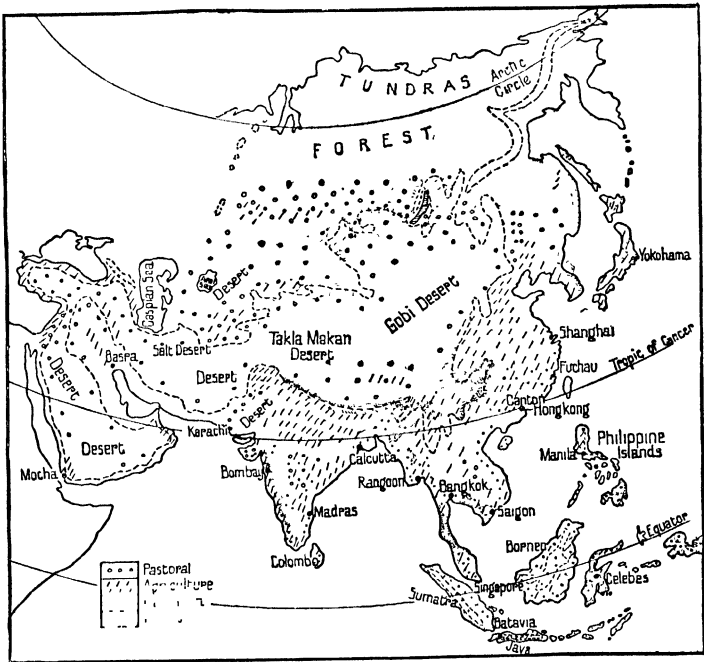 TUNDRAS
Arctic
Circle
FOREST
Yokohama
Caspian Sea
Desert
Gobi Desert
Takla Makan
Desert
Shanghai
Basra
Salt Desert
Desert
Desert
Fuchau
Tropic of Cancer
Desert
Canton
Hongkong
Desert
Karachi
Philippine
Islands
Manila
Mocha
Bombay
Calcutta
Rangoon
Bangkok
Madras
Saigon
Equator
Borneo
Colombo
Pastoral
Agriculture
Singapore
Celebes
Sumatra
Batavia
Java